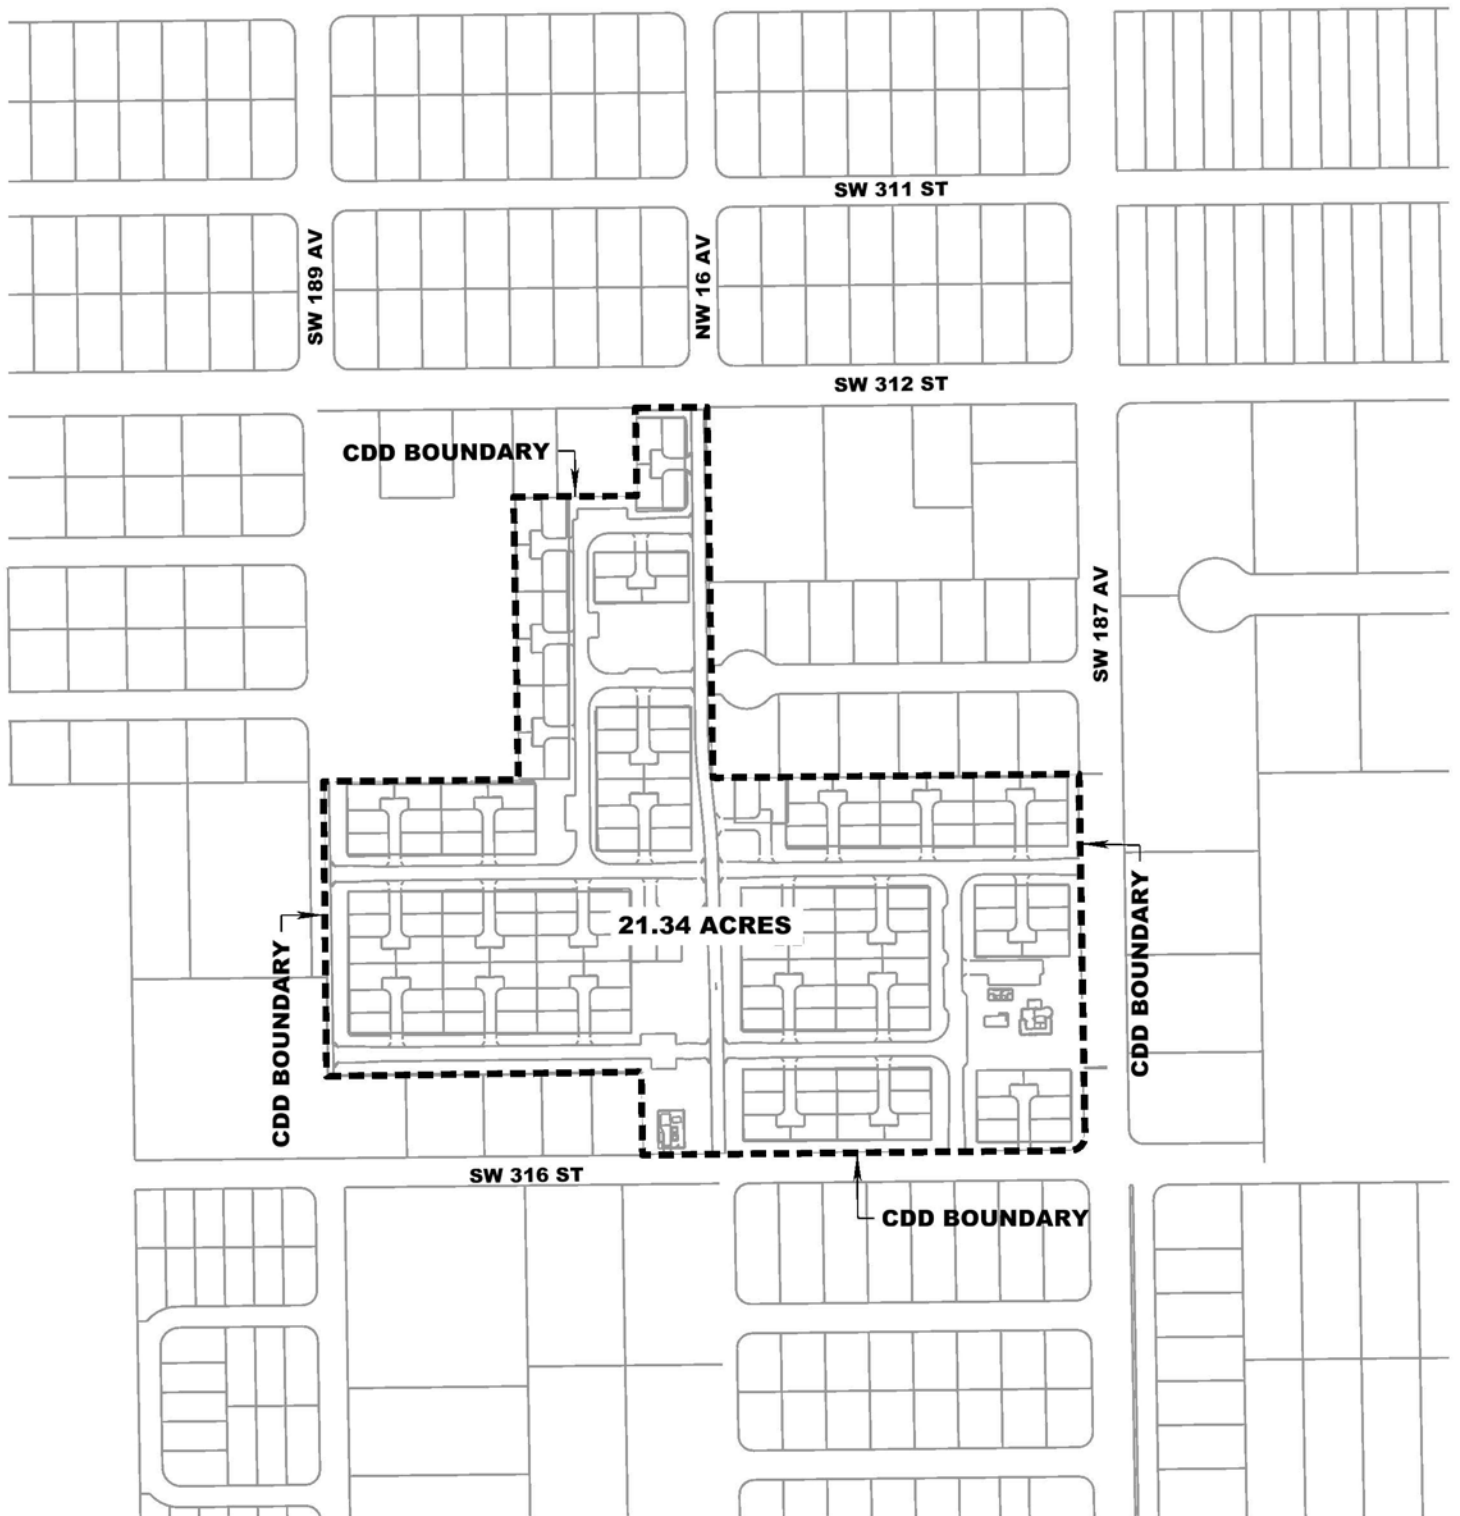 SW 311 ST
SW 189 AV
NW 16 AV
SW 312 ST
CDD BOUNDARY
SW 187 AV
21.34 ACRES
CDD BOUNDARY
CDD BOUNDARY
SW 316 ST
CDD BOUNDARY